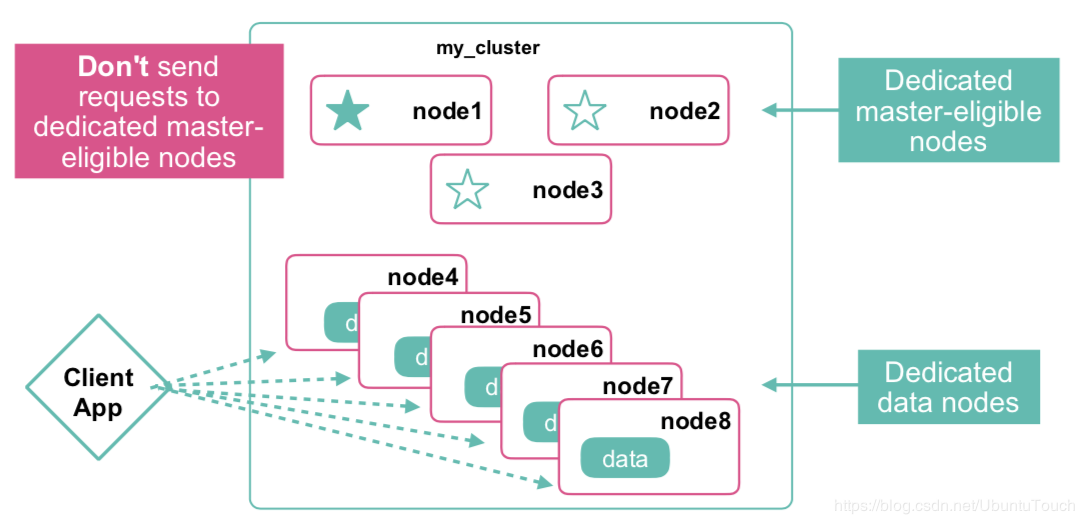 Don't send
requests to
dedicated master-
eligible nodes
my_cluster
node1
node2
node3
Dedicated
master-eligible
nodes
node4
d
node5
d
node6
d
node7
d
node8
data
Client
App
Dedicated
data nodes
https://blog.csdn.net/UbuntuTouch